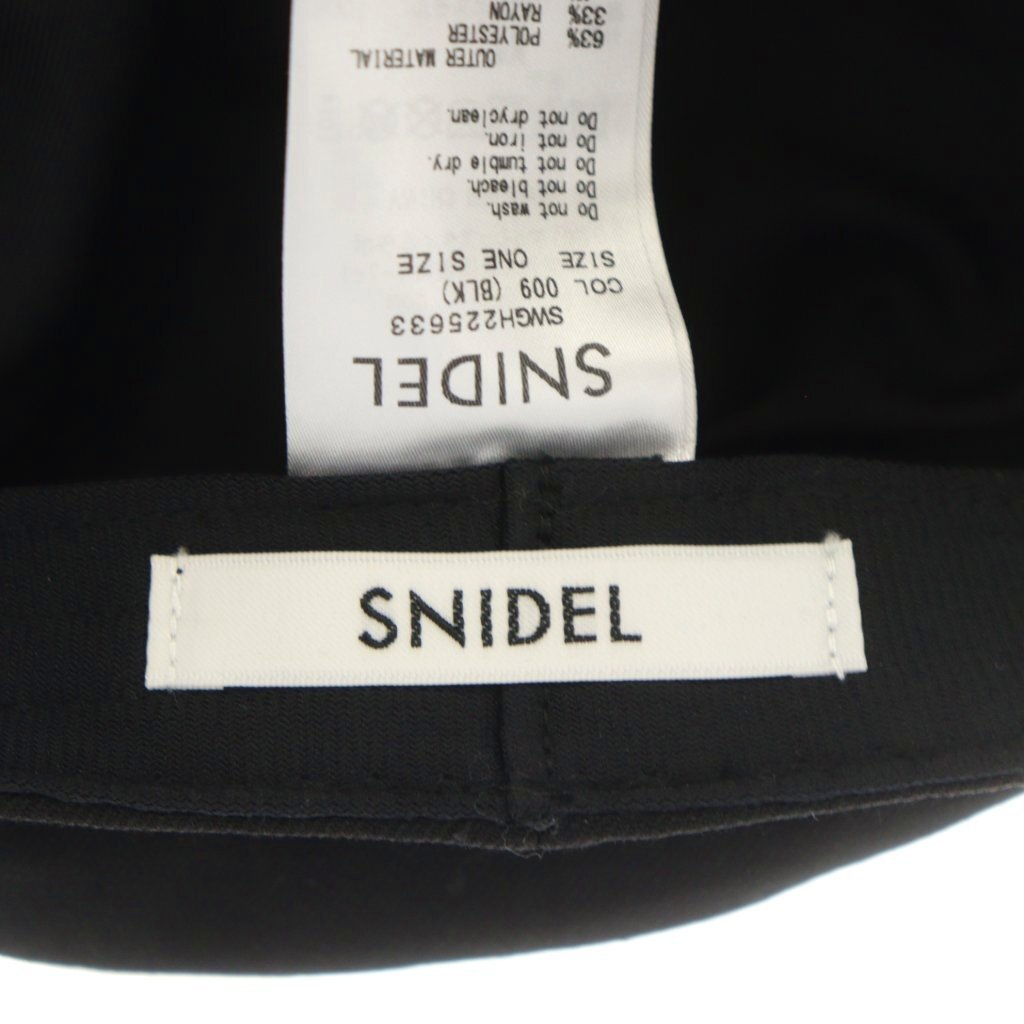 SNIDEL
SWGH225633
COL 009 (BLK)
SIZE ONE SIZE
Do not wash.
Do not bleach.
Do not tumble dry.
Do not iron.
Do not dryclean.
OUTER MATERIAL
63% POLYESTER
33% RAYON
SNIDEL